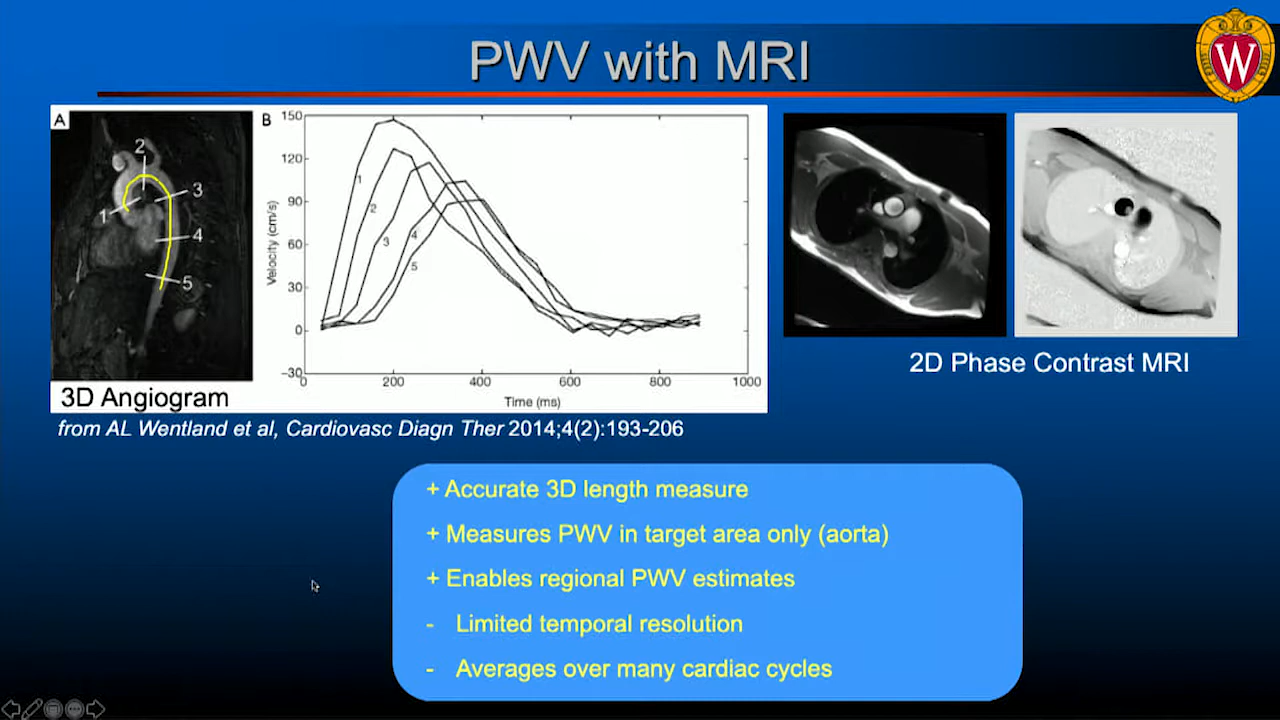 PWV with MRI
W
A
2
3
1
4
5
3D Angiogram
B
150
120
90
60
30
0
-30
Velocity (cm/s)
1
2
3
4
5
0
200
400
600
800
1000
Time (ms)
2D Phase Contrast MRI
from AL Wentland et al, Cardiovasc Diagn Ther 2014;4(2):193-206
+ Accurate 3D length measure
+ Measures PWV in target area only (aorta)
+ Enables regional PWV estimates
- Limited temporal resolution
- Averages over many cardiac cycles